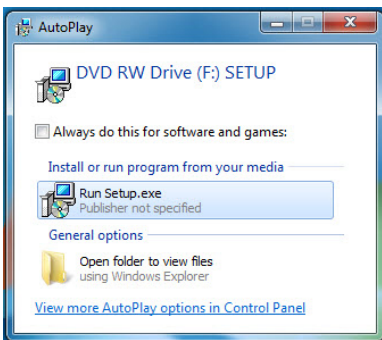 AutoPlay
DVD RW Drive (F:) SETUP
Always do this for software and games:
Install or run program from your media
Run Setup.exe
Publisher not specified
General options
Open folder to view files
using Windows Explorer
View more AutoPlay options in Control Panel